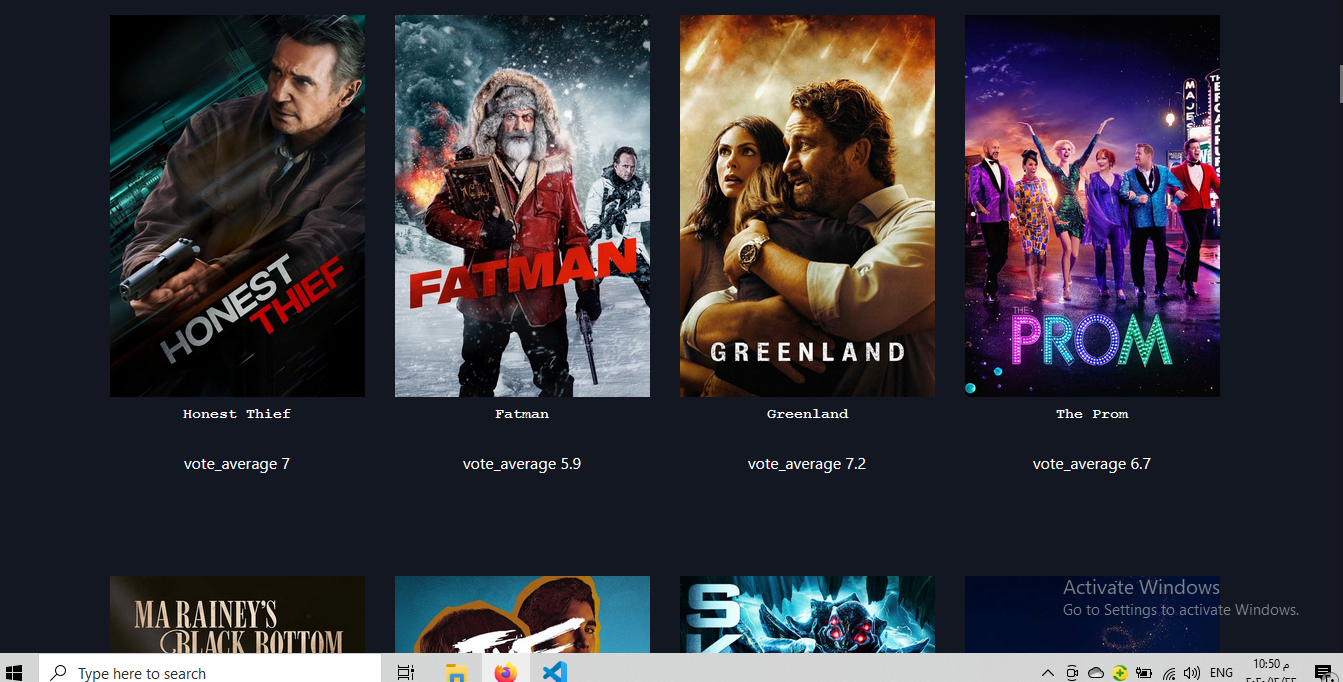 MAJES
HONEST
THIEF
FATMAN
GREENLAND
THE
PROM
Honest Thief
Fatman
Greenland
The Prom
vote_average 7
vote_average 5.9
vote_average 7.2
vote_average 6.7
MA RAINEY'S
BLACK BOTTOM
THE
Activate Windows
Go to Settings to activate Windows.
Type here to search
ENG
10:50 م